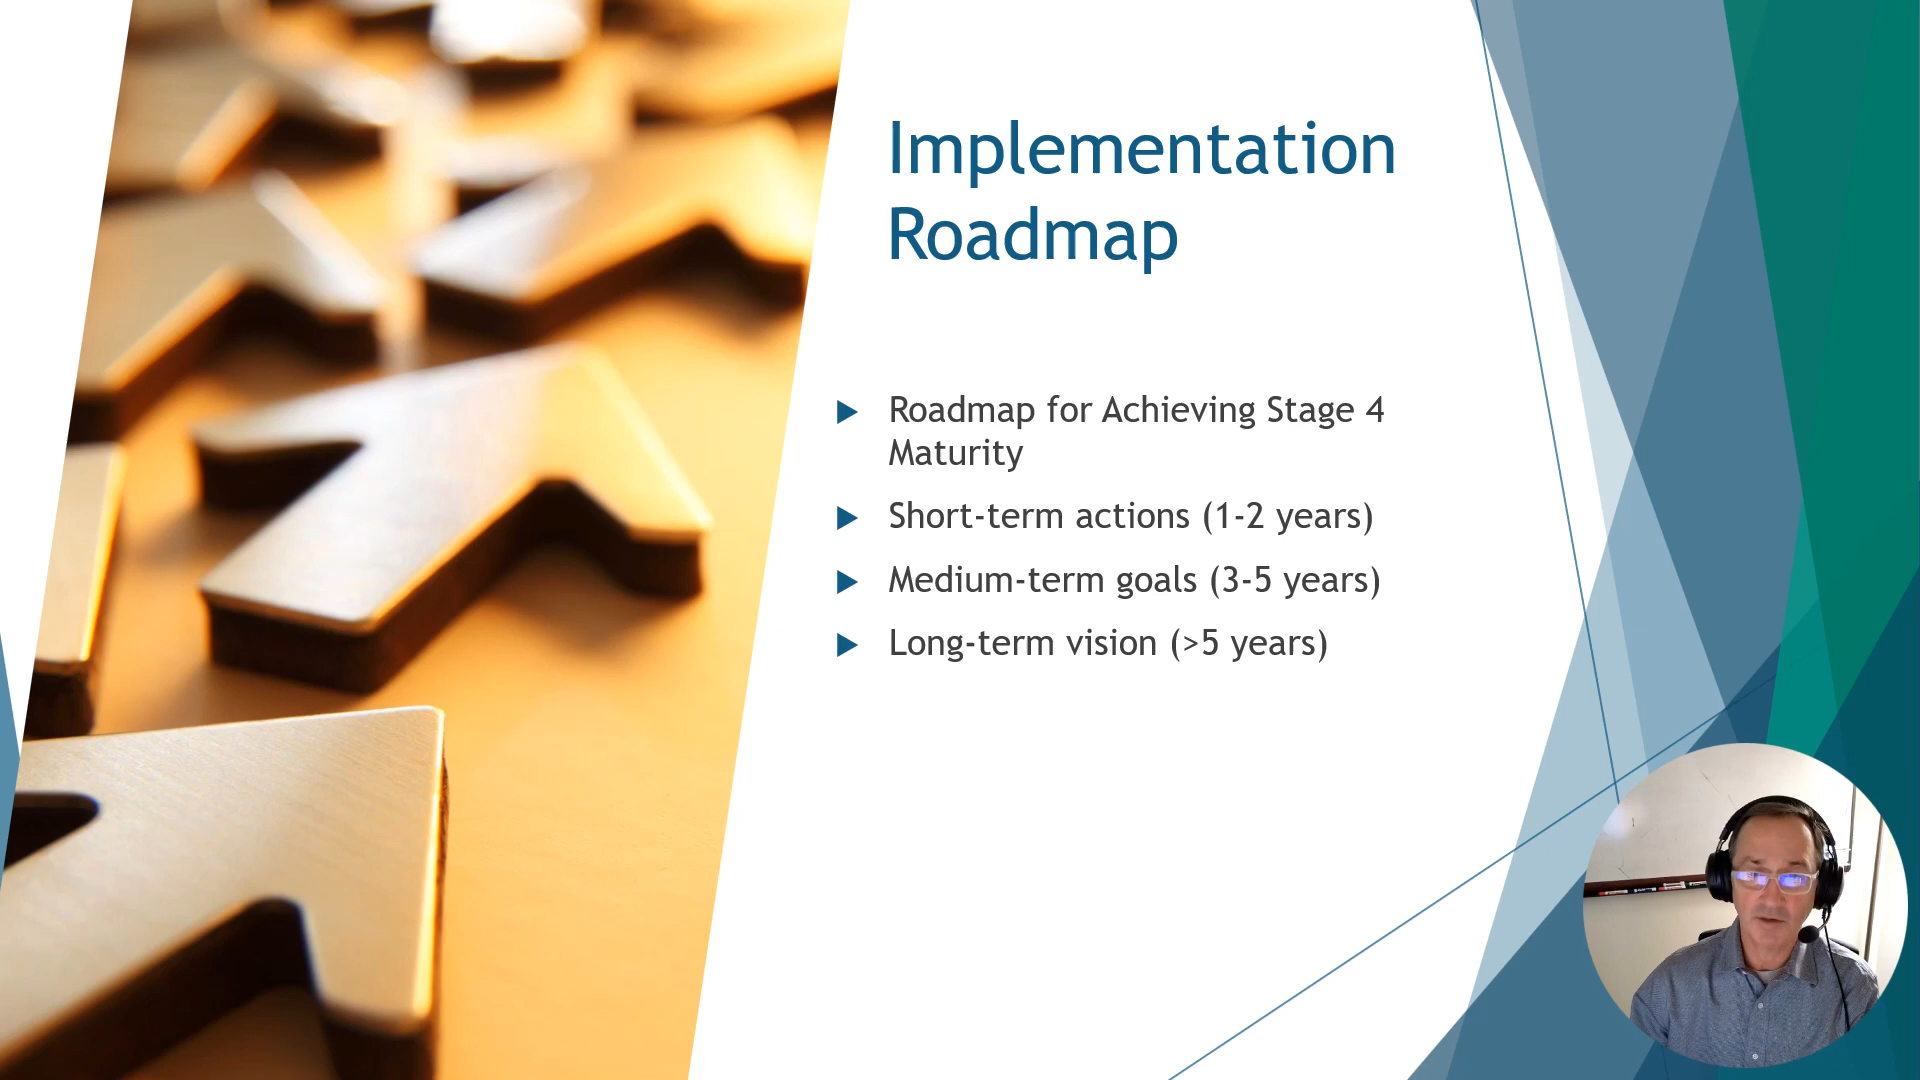 Implementation
Roadmap
Roadmap for Achieving Stage 4
Maturity
Short-term actions (1-2 years)
Medium-term goals (3-5 years)
Long-term vision (>5 years)